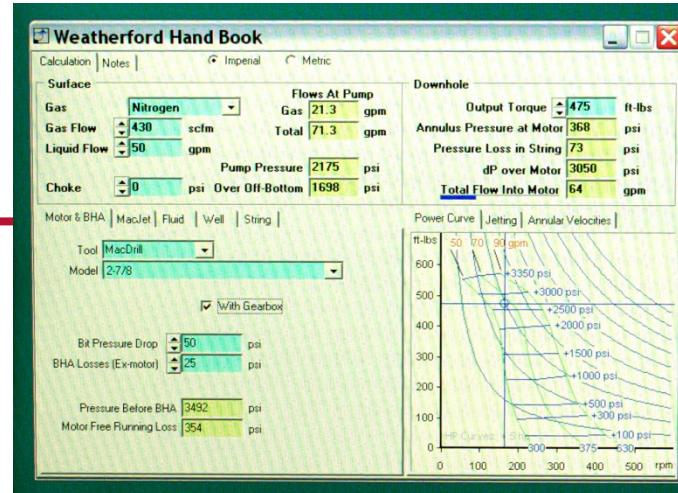 Weatherford Hand Book
Calculation Notes Imperial Metric
Surface
Flows At Pump
Gas Nitrogen Gas 21.3 gpm
Gas Flow 430 scfm Total 71.3 gpm
Liquid Flow 50 gpm
Pump Pressure 2175 psi
Choke 0 psi Over Off-Bottom 1698 psi
Downhole
Output Torque 475 ft-lbs
Annulus Pressure at Motor 368 psi
Pressure Loss in String 73 psi
dP over Motor 3050 psi
Total Flow Into Motor 64 gpm
Motor & BHA MacJet Fluid Well String
Tool MacDrill
Model 2-7/8
With Gearbox
Bit Pressure Drop 50 psi
BHA Losses (Ex-motor) 25 psi
Pressure Before BHA 3492 psi
Motor Free Running Loss 354 psi
Power Curve Jetting Annular Velocities
ft-lbs 50 70 90 gpm
600
+3350 psi
500 +3000 psi
+2500 psi
400 +2000 psi
300 +1500 psi
+1000 psi
200
+500 psi
100 +300 psi
+100 psi
HP Curves
300 375 630
0 0 100 200 300 400 500 rpm